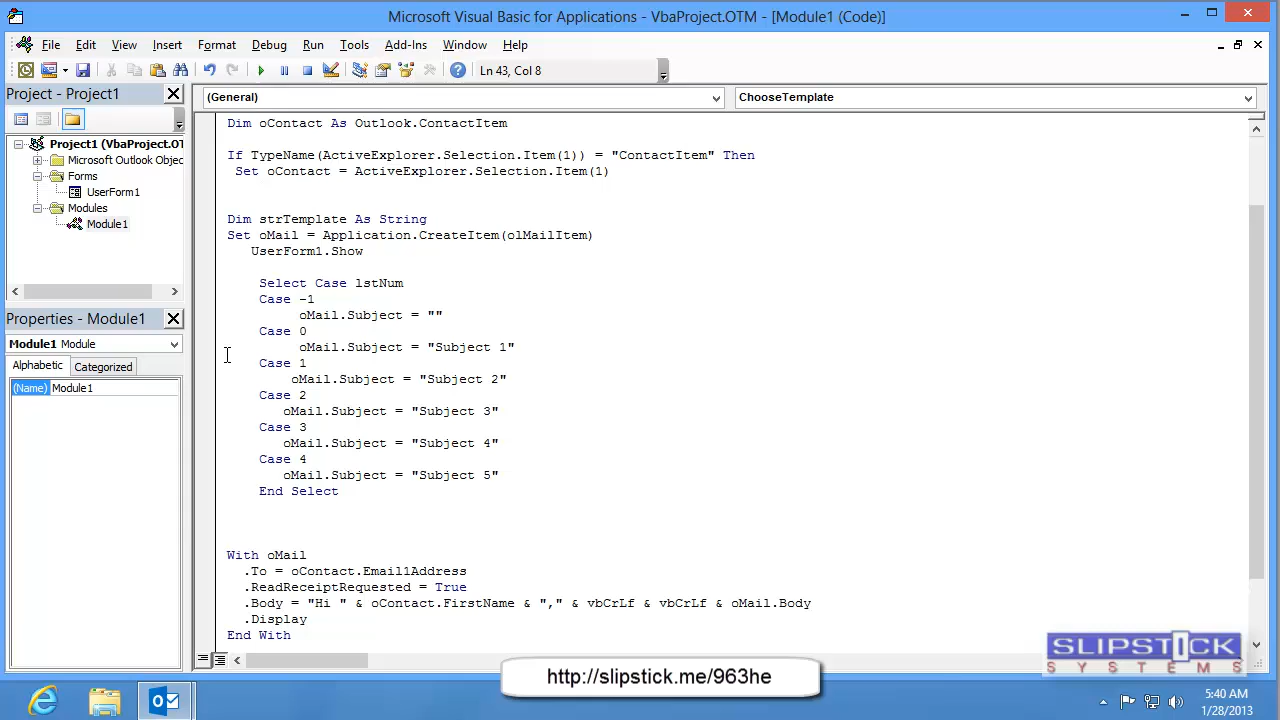 Microsoft Visual Basic for Applications - VbaProject.OTM - [Module1 (Code)]
File Edit View Insert Format Debug Run Tools Add-Ins Window Help
Ln 43, Col 8
Project - Project1
(General)
ChooseTemplate
Project1 (VbaProject.OT
Microsoft Outlook Objec
Forms
UserForm1
Modules
Module1
Properties - Module1
Module1 Module
Alphabetic Categorized
(Name) Module1
Dim oContact As Outlook.ContactItem
If TypeName(ActiveExplorer.Selection.Item(1)) = "ContactItem" Then
Set oContact = ActiveExplorer.Selection.Item(1)
Dim strTemplate As String
Set oMail = Application.CreateItem(olMailItem)
UserForm1.Show
Select Case lstNum
Case -1
oMail.Subject = ""
Case 0
oMail.Subject = "Subject 1"
Case 1
oMail.Subject = "Subject 2"
Case 2
oMail.Subject = "Subject 3"
Case 3
oMail.Subject = "Subject 4"
Case 4
oMail.Subject = "Subject 5"
End Select
With oMail
.To = oContact.Email1Address
.ReadReceiptRequested = True
.Body = "Hi " & oContact.FirstName & "," & vbCrLf & vbCrLf & oMail.Body
.Display
End With
SLIPSTICK
SYSTEMS
http://slipstick.me/963he
5:40 AM
1/28/2013